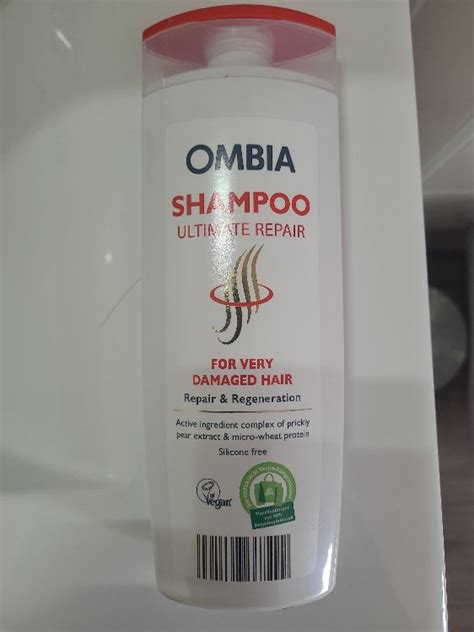 OMBIA
SHAMPOO
ULTIMATE REPAIR
FOR VERY
DAMAGED HAIR
Repair & Regeneration
Active ingredient complex of prickly
pear extract & micro-wheat protein
Silicone free
Vegan